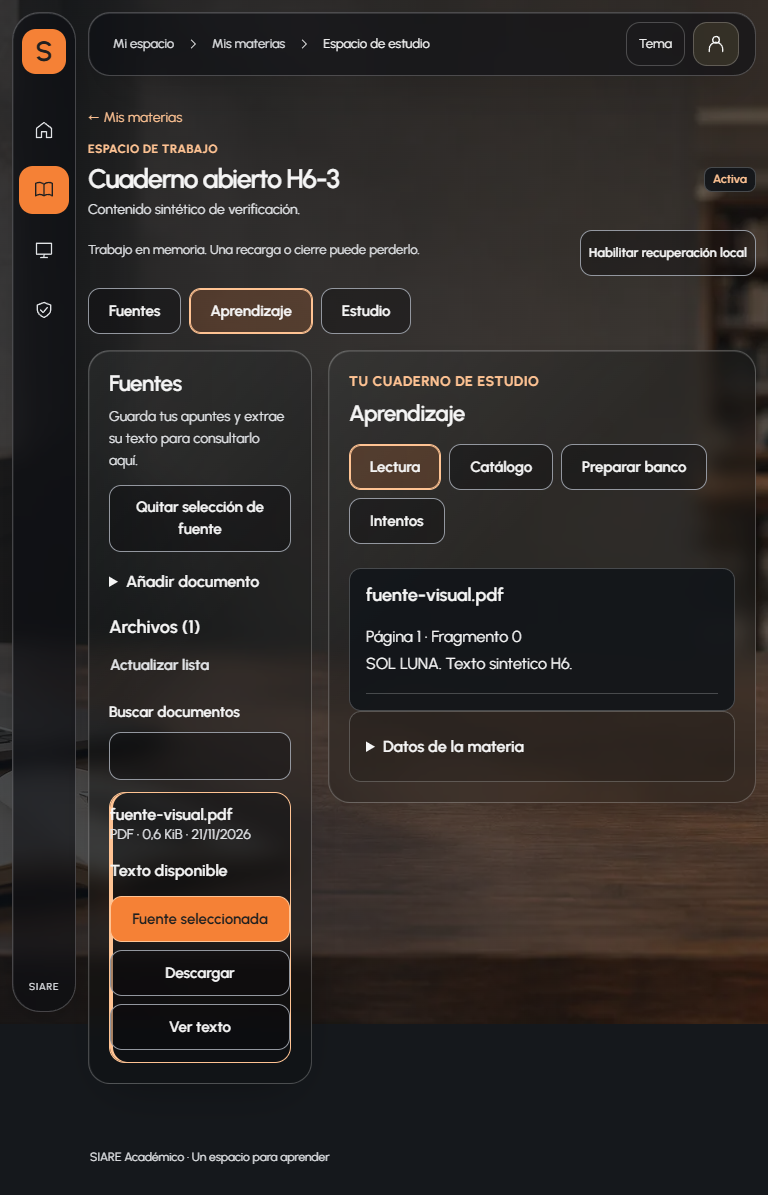 S
Mi espacio > Mis materias > Espacio de estudio
Tema
← Mis materias
ESPACIO DE TRABAJO
Cuaderno abierto H6-3
Activa
Contenido sintético de verificación.
Trabajo en memoria. Una recarga o cierre puede perderlo.
Habilitar recuperación local
Fuentes
Aprendizaje
Estudio
Fuentes
Guarda tus apuntes y extrae
su texto para consultarlo
aquí.
Quitar selección de
fuente
Añadir documento
Archivos (1)
Actualizar lista
Buscar documentos
fuente-visual.pdf
PDF · 0,6 KiB · 21/11/2026
Texto disponible
Fuente seleccionada
Descargar
Ver texto
TU CUADERNO DE ESTUDIO
Aprendizaje
Lectura
Catálogo
Preparar banco
Intentos
fuente-visual.pdf
Página 1 · Fragmento 0
SOL LUNA. Texto sintetico H6.
Datos de la materia
SIARE
SIARE Académico · Un espacio para aprender